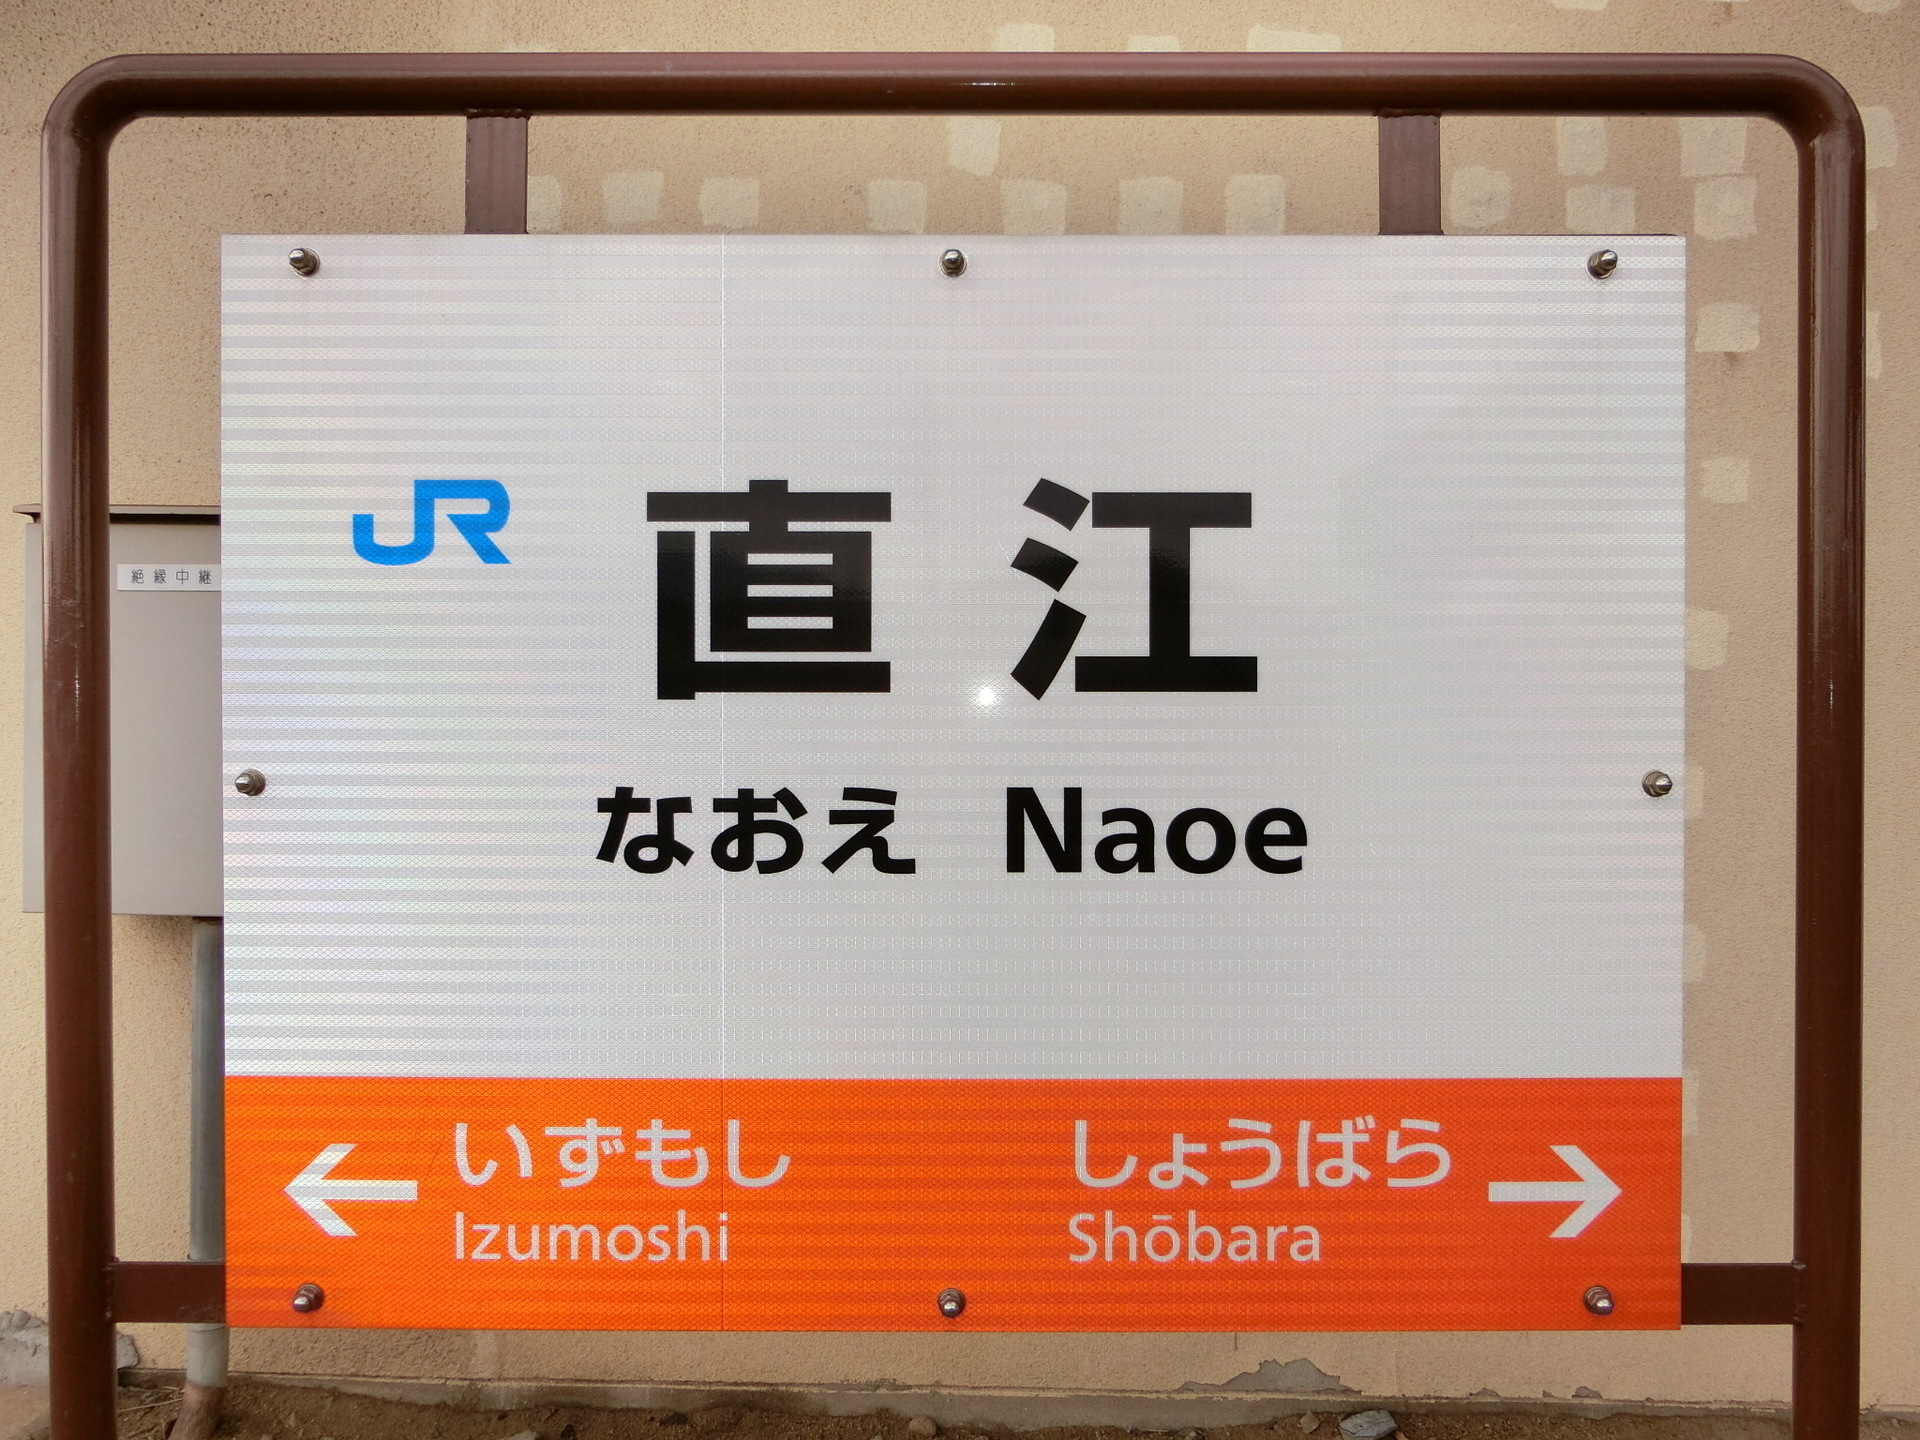 JR 直江
絶縁中継
なおえ Naoe
いずもし しょうばら
Izumoshi Shōbara